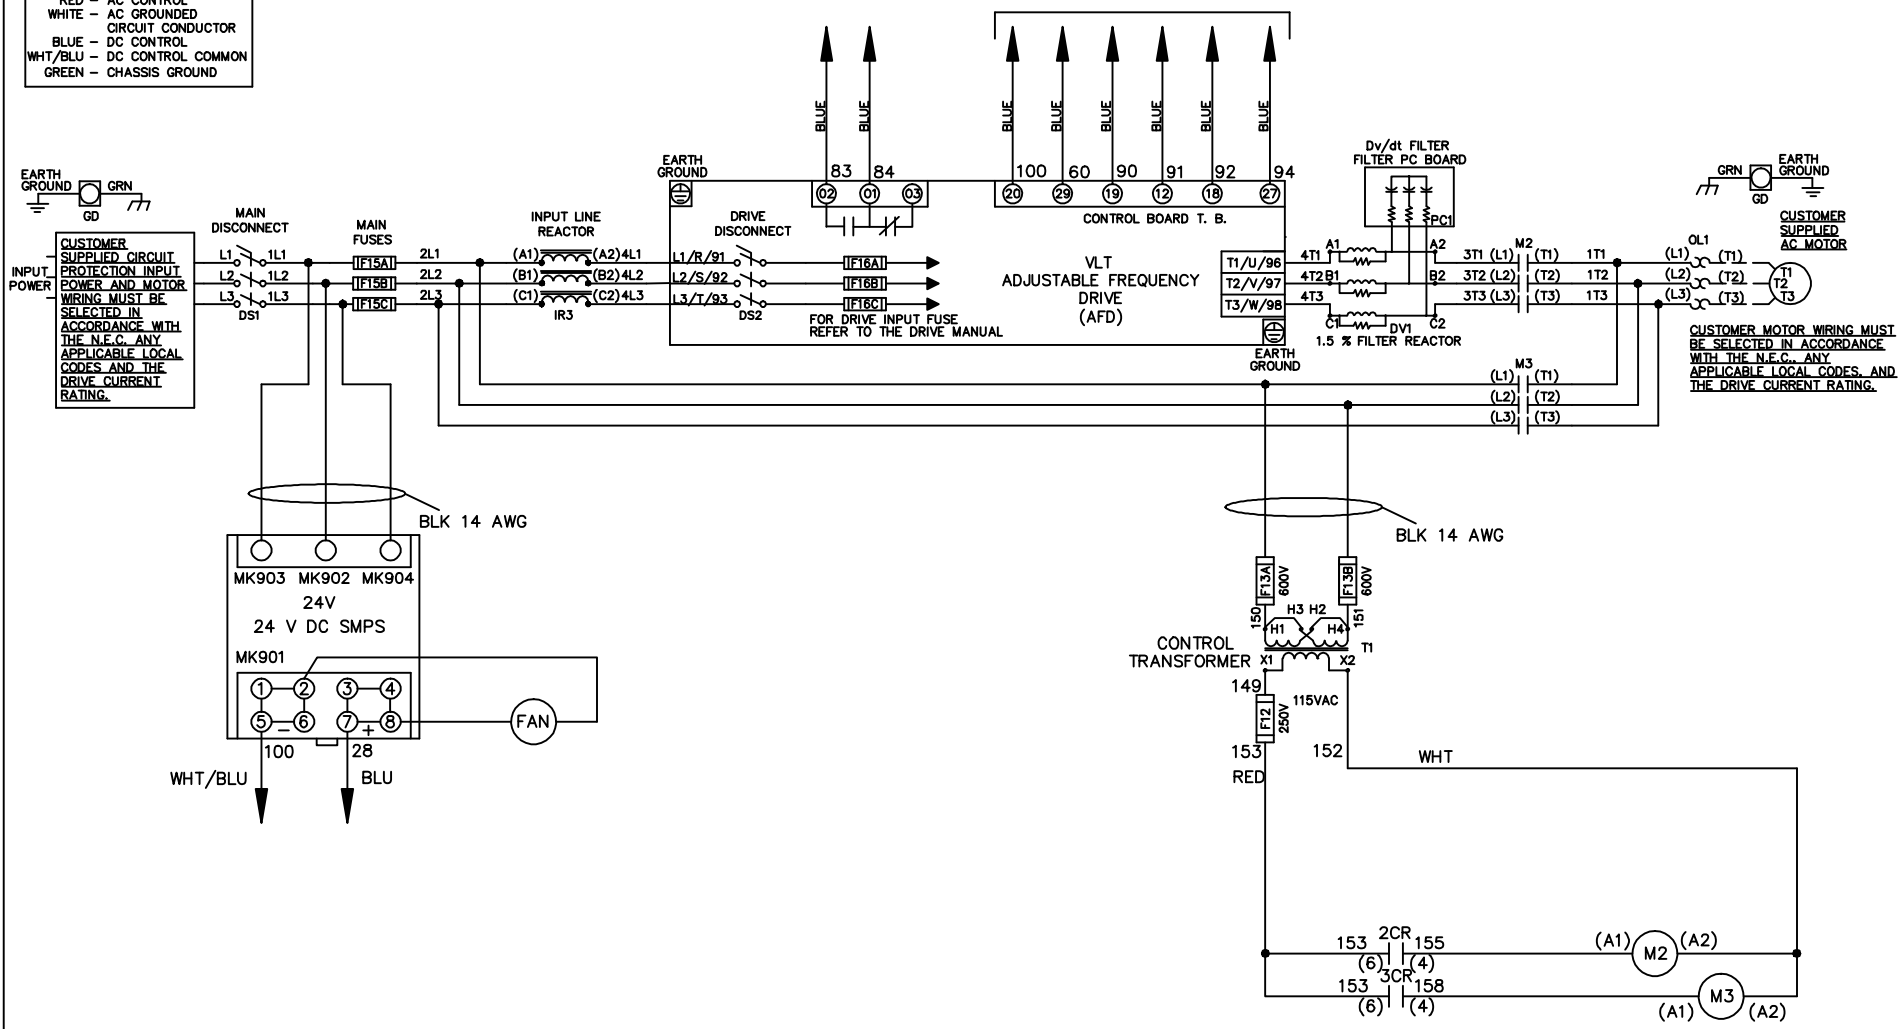 RED - AC CONTROL
WHITE - AC GROUNDED
CIRCUIT CONDUCTOR
BLUE - DC CONTROL
WHT/BLU - DC CONTROL COMMON
GREEN - CHASSIS GROUND
BLUE
BLUE
BLUE
BLUE
BLUE
BLUE
BLUE
BLUE
EARTH
GROUND
GRN
GD
MAIN
DISCONNECT
MAIN
FUSES
INPUT LINE
REACTOR
EARTH
GROUND
DRIVE
DISCONNECT
83 84
02 01 03
100 60 90 91 92 94
20 29 19 12 18 27
CONTROL BOARD T. B.
Dv/dt FILTER
FILTER PC BOARD
PC1
GRN
EARTH
GROUND
GD
CUSTOMER
SUPPLIED
AC MOTOR
INPUT
POWER
CUSTOMER
SUPPLIED CIRCUIT
PROTECTION INPUT
POWER AND MOTOR
WIRING MUST BE
SELECTED IN
ACCORDANCE WITH
THE N.E.C. ANY
APPLICABLE LOCAL
CODES AND THE
DRIVE CURRENT
RATING.
L1 1L1 F15A 2L1 (A1) (A2) 4L1 L1/R/91 F16A
L2 1L2 F15B 2L2 (B1) (B2) 4L2 L2/S/92 F16B
L3 1L3 F15C 2L3 (C1) (C2) 4L3 L3/T/93 F16C
DS1
IR3
DS2
FOR DRIVE INPUT FUSE
REFER TO THE DRIVE MANUAL
VLT
ADJUSTABLE FREQUENCY
DRIVE
(AFD)
T1/U/96 4T1 A1 A2 3T1 (L1) M2 (T1) 1T1 (L1) OL1 (T1) T1
T2/V/97 4T2 B1 B2 3T2 (L2) (T2) 1T2 (L2) (T2) T2
T3/W/98 4T3 C1 C2 3T3 (L3) (T3) 1T3 (L3) (T3) T3
DV1
1.5 % FILTER REACTOR
EARTH
GROUND
CUSTOMER MOTOR WIRING MUST
BE SELECTED IN ACCORDANCE
WITH THE N.E.C., ANY
APPLICABLE LOCAL CODES, AND
THE DRIVE CURRENT RATING.
M3
(L1) (T1)
(L2) (T2)
(L3) (T3)
BLK 14 AWG
BLK 14 AWG
MK903 MK902 MK904
24V
24 V DC SMPS
MK901
1 2 3 4
5 6 7 8
- +
FAN
100 28
WHT/BLU BLU
F13A 600V F13B 600V
150 151
H3 H2
H1 H4
CONTROL
TRANSFORMER
T1
X1 X2
149
115VAC
F12 250V
153 152
RED
WHT
153 2CR 155 (A1) M2 (A2)
(6) (4)
153 3CR 158 M3
(6) (4) (A1) (A2)